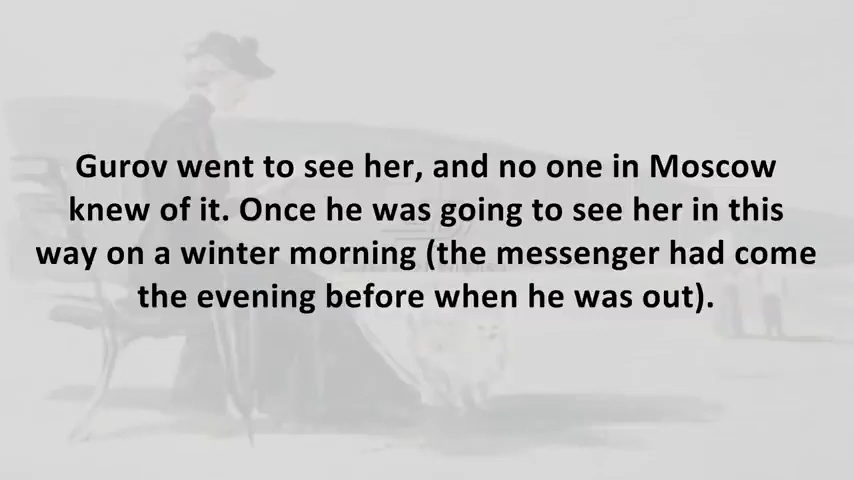 Gurov went to see her, and no one in Moscow
knew of it. Once he was going to see her in this
way on a winter morning (the messenger had come
the evening before when he was out).